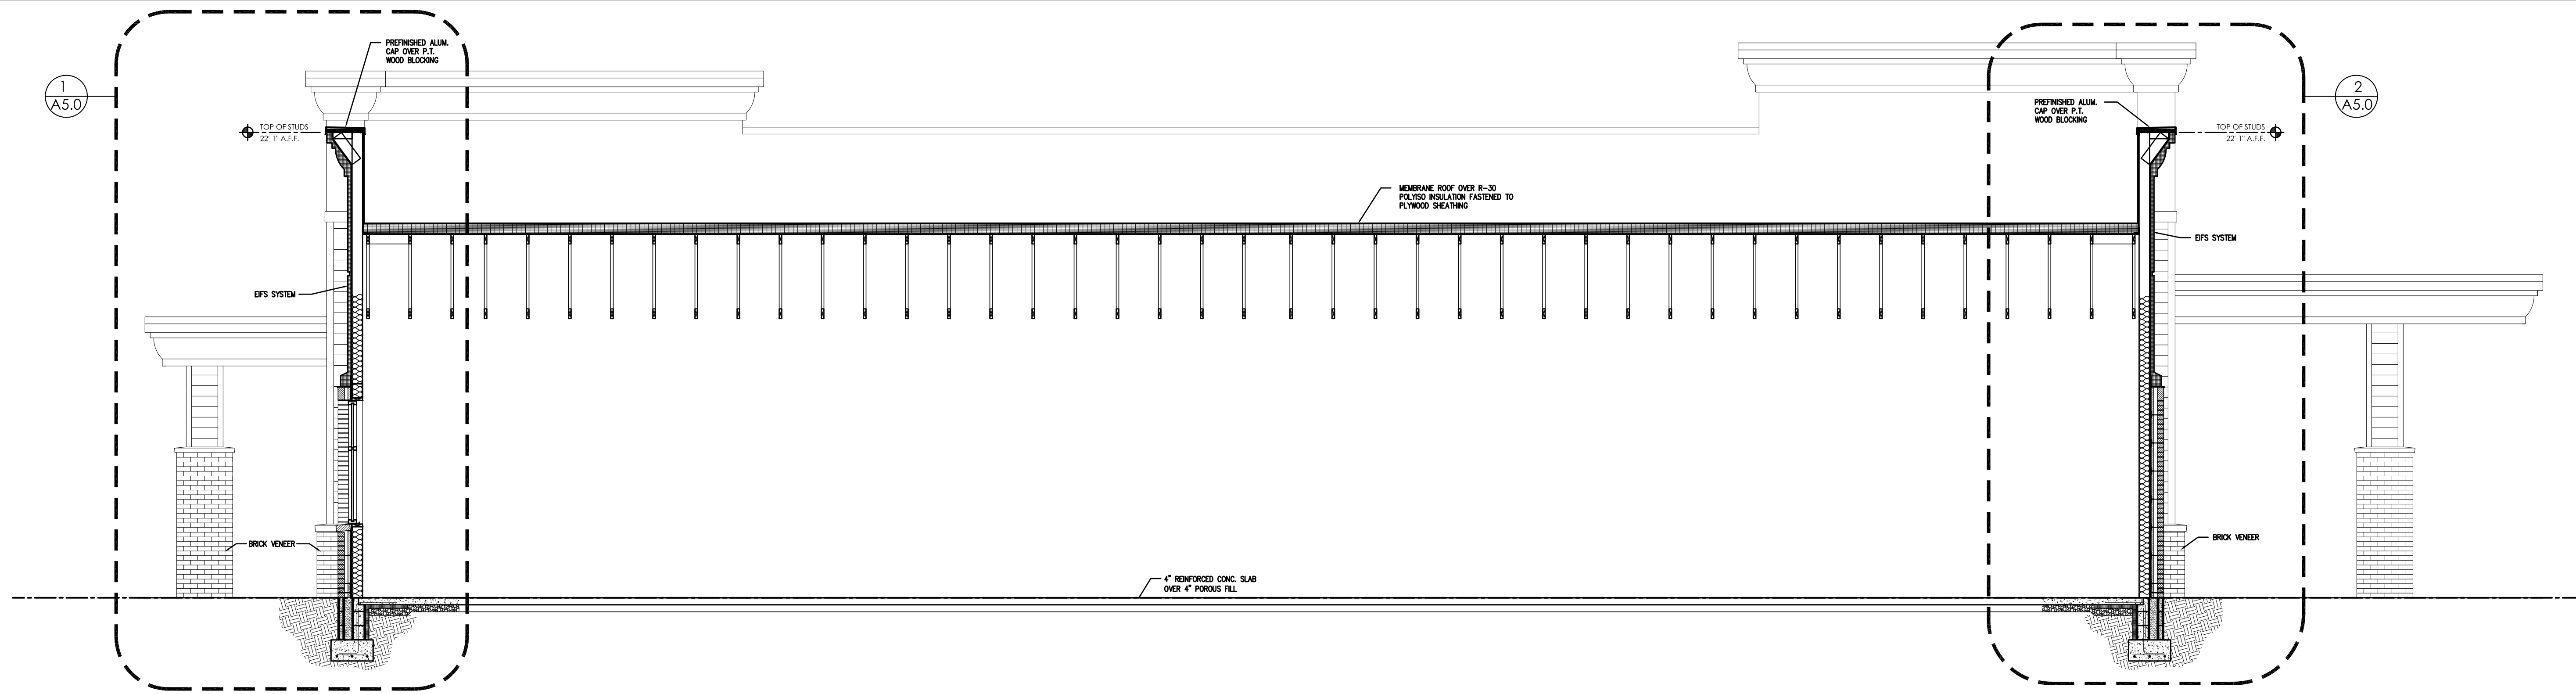 PREFINISHED ALUM.
CAP OVER P.T.
WOOD BLOCKING
1
A5.0
TOP OF STUDS
22'-1" A.F.F.
2
A5.0
PREFINISHED ALUM.
CAP OVER P.T.
WOOD BLOCKING
TOP OF STUDS
22'-1" A.F.F.
MEMBRANE ROOF OVER R-30
POLYISO INSULATION FASTENED TO
PLYWOOD SHEATHING
EIFS SYSTEM
EIFS SYSTEM
BRICK VENEER
BRICK VENEER
4" REINFORCED CONC. SLAB
OVER 4" POROUS FILL